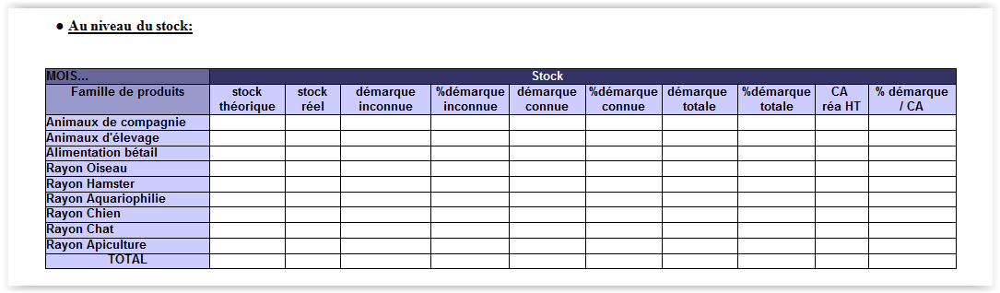 ● Au niveau du stock:
MOIS... Stock
Famille de produits stock théorique stock réel démarque inconnue %démarque inconnue démarque connue %démarque connue démarque totale %démarque totale CA réa HT % démarque / CA
Animaux de compagnie
Animaux d'élevage
Alimentation bétail
Rayon Oiseau
Rayon Hamster
Rayon Aquariophilie
Rayon Chien
Rayon Chat
Rayon Apiculture
TOTAL